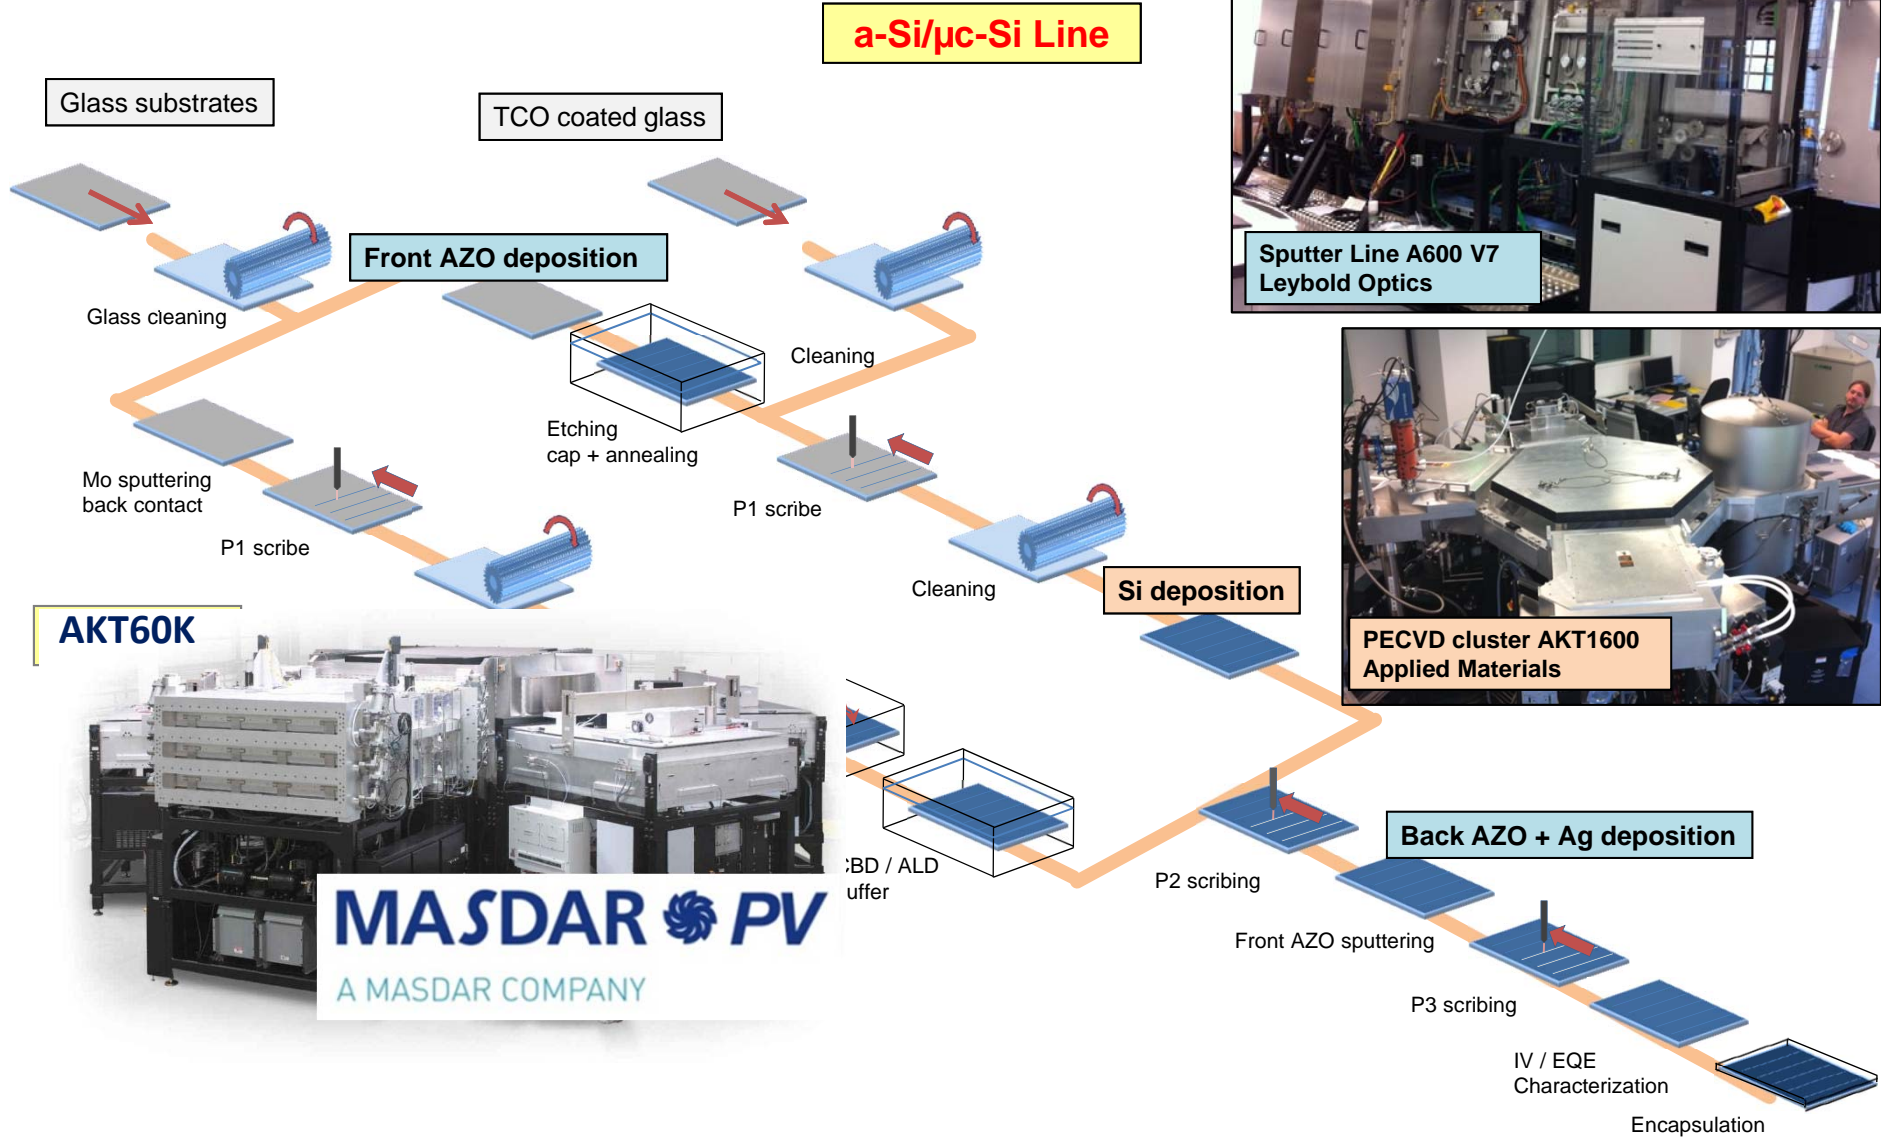 a-Si/µc-Si Line
Glass substrates
TCO coated glass
Front AZO deposition
Sputter Line A600 V7
Leybold Optics
Glass cleaning
Cleaning
Etching
cap + annealing
Mo sputtering
back contact
P1 scribe
P1 scribe
Cleaning
Si deposition
AKT60K
PECVD cluster AKT1600
Applied Materials
CBD / ALD
uffer
P2 scribing
Back AZO + Ag deposition
MASDAR PV
A MASDAR COMPANY
Front AZO sputtering
P3 scribing
IV / EQE
Characterization
Encapsulation